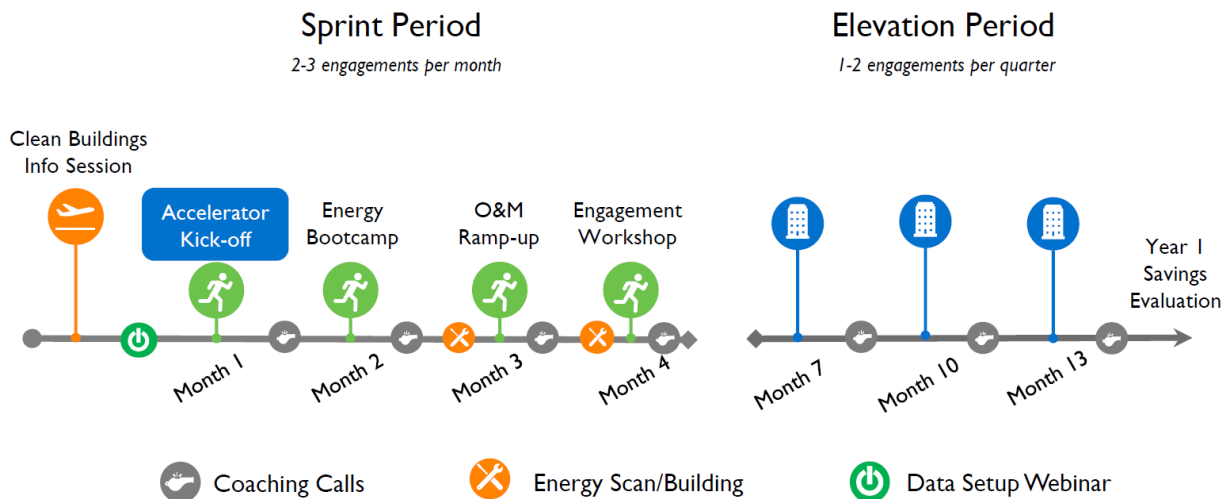 Sprint Period
2-3 engagements per month
Elevation Period
1-2 engagements per quarter
Clean Buildings
Info Session
Accelerator
Kick-off
Energy
Bootcamp
O&M
Ramp-up
Engagement
Workshop
Year 1
Savings
Evaluation
Month 1
Month 2
Month 3
Month 4
Month 7
Month 10
Month 13
Coaching Calls
Energy Scan/Building
Data Setup Webinar